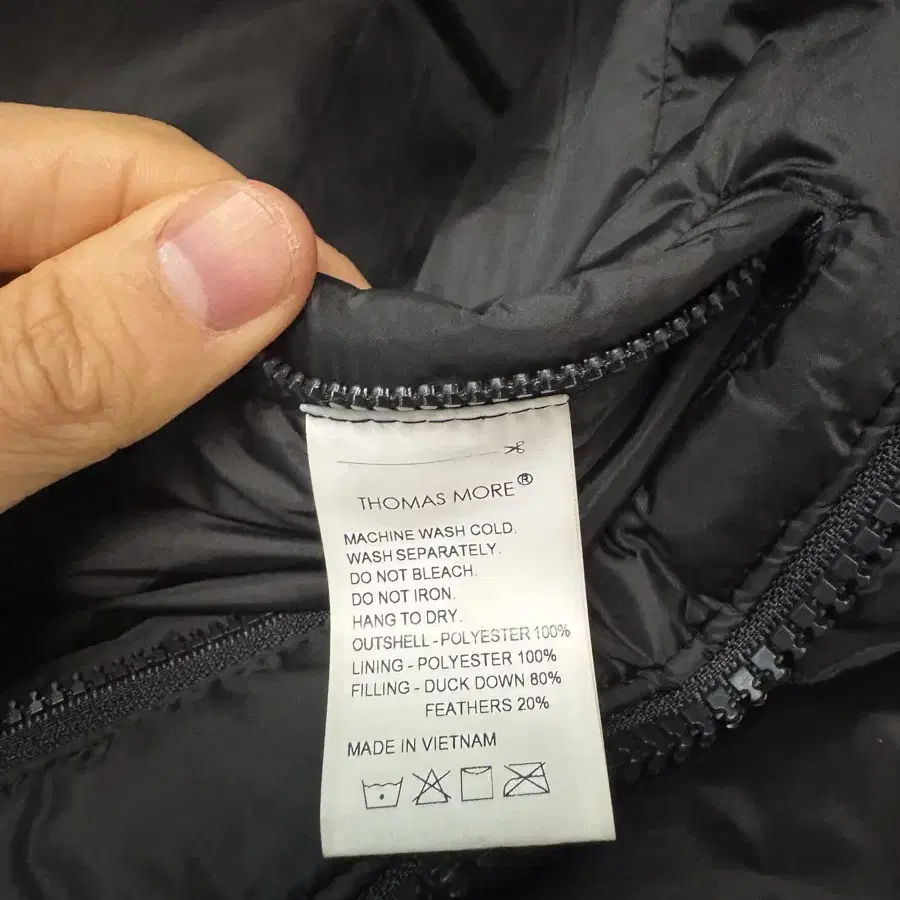 THOMAS MORE®
MACHINE WASH COLD.
WASH SEPARATELY.
DO NOT BLEACH.
DO NOT IRON.
HANG TO DRY.
OUTSHELL - POLYESTER 100%
LINING - POLYESTER 100%
FILLING - DUCK DOWN 80%
FEATHERS 20%
MADE IN VIETNAM